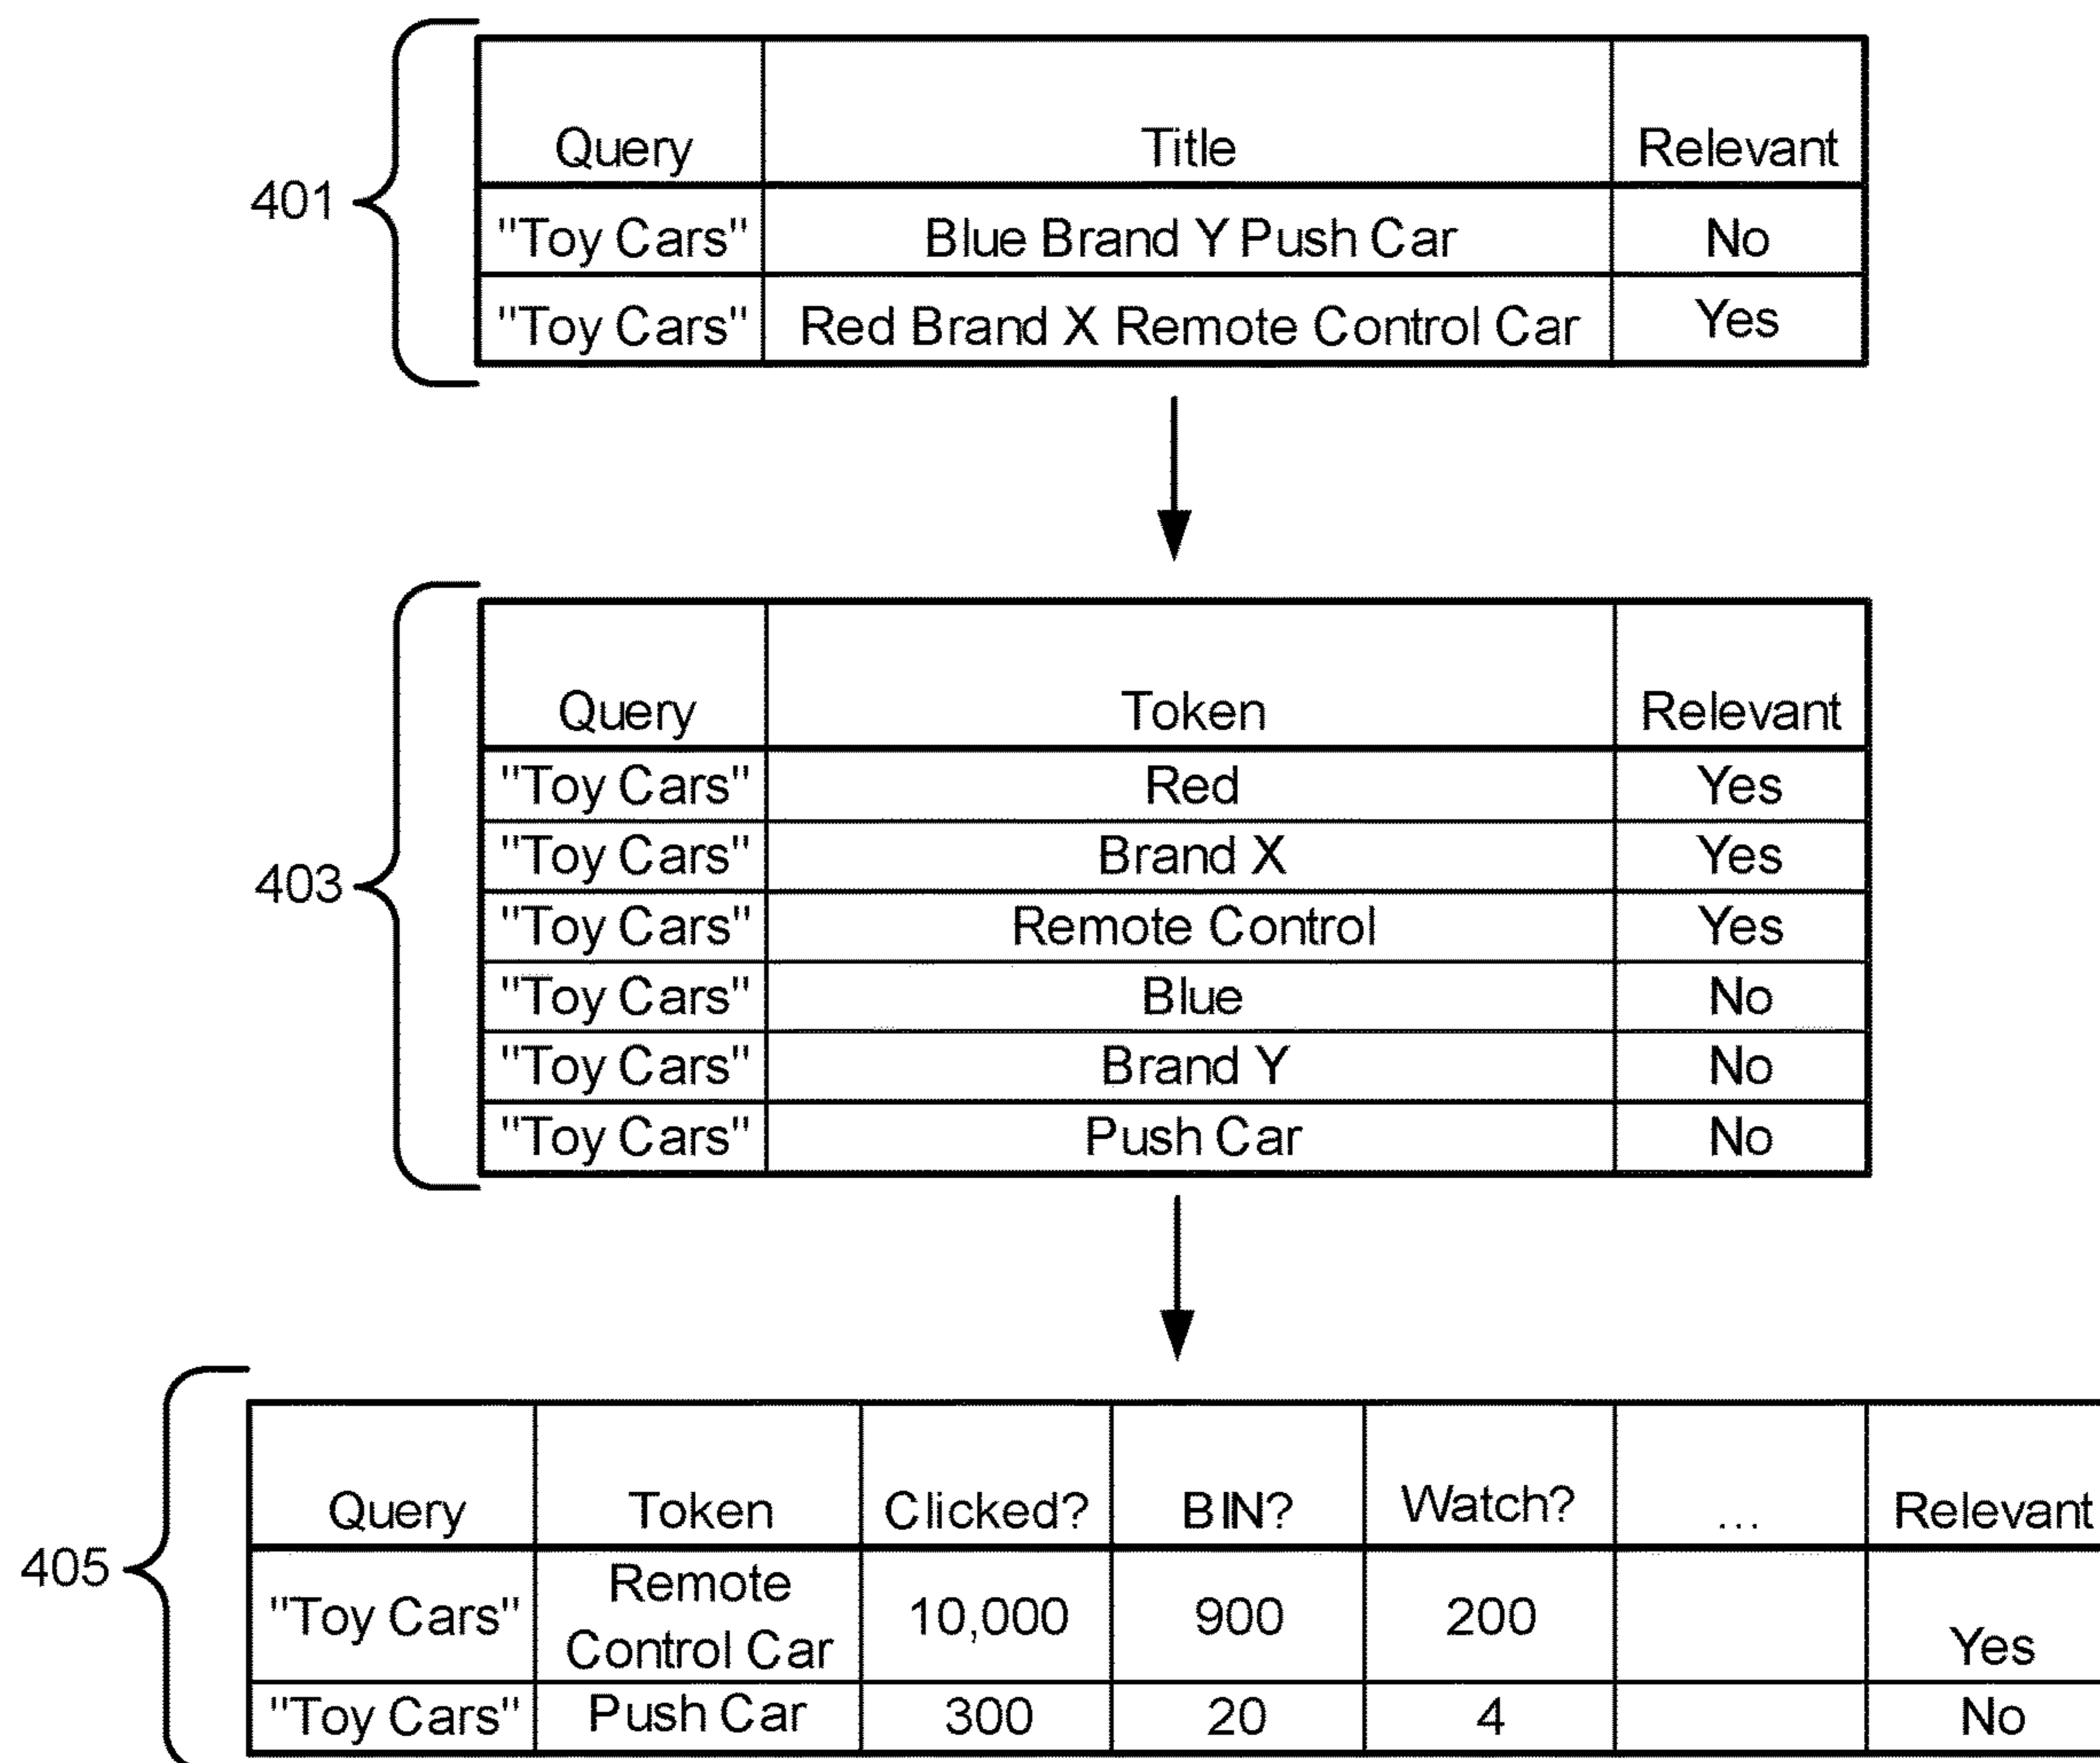 401
Query Title Relevant
"Toy Cars" Blue Brand Y Push Car No
"Toy Cars" Red Brand X Remote Control Car Yes
403
Query Token Relevant
"Toy Cars" Red Yes
"Toy Cars" Brand X Yes
"Toy Cars" Remote Control Yes
"Toy Cars" Blue No
"Toy Cars" Brand Y No
"Toy Cars" Push Car No
405
Query Token Clicked? BIN? Watch? ... Relevant
"Toy Cars" Remote Control Car 10,000 900 200 Yes
"Toy Cars" Push Car 300 20 4 No